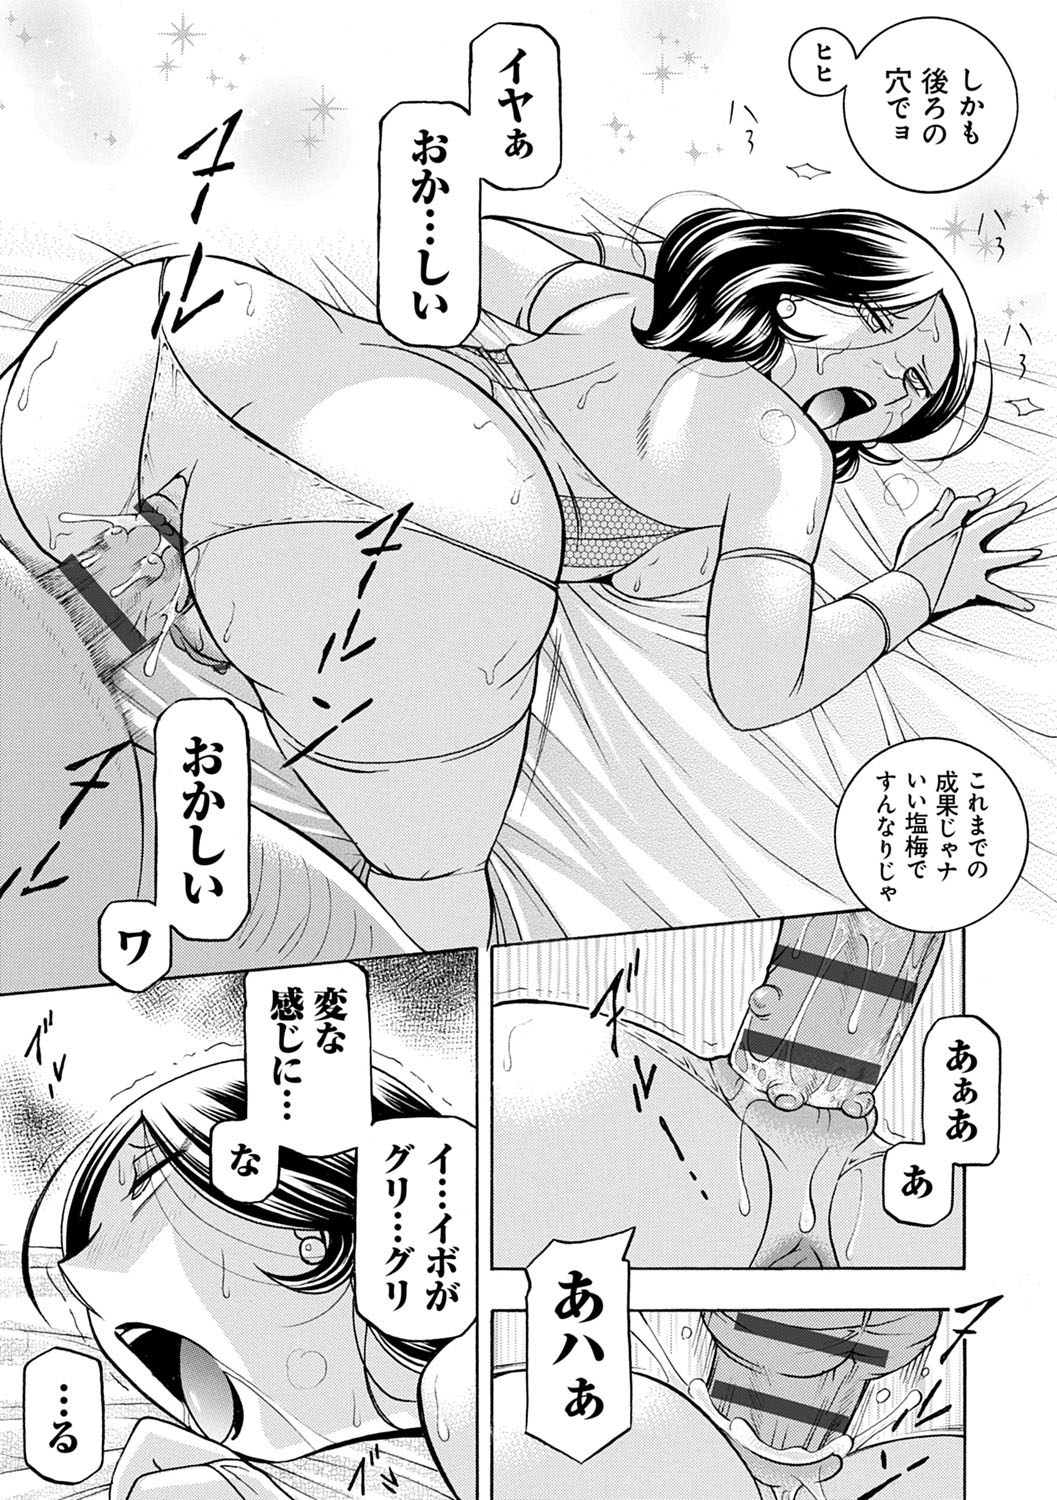 しかも
後ろの
穴でョ
ヒヒ
イヤぁ
おか…しい
ハァ
ハァ
ハァ
これまでの
成果じゃナ
いい塩梅で
すんなりじゃ
おかしい
ワ
あぁあ
あ
あハぁ
変な
感じに…
な
イ…イボが
グリ…グリ
…る